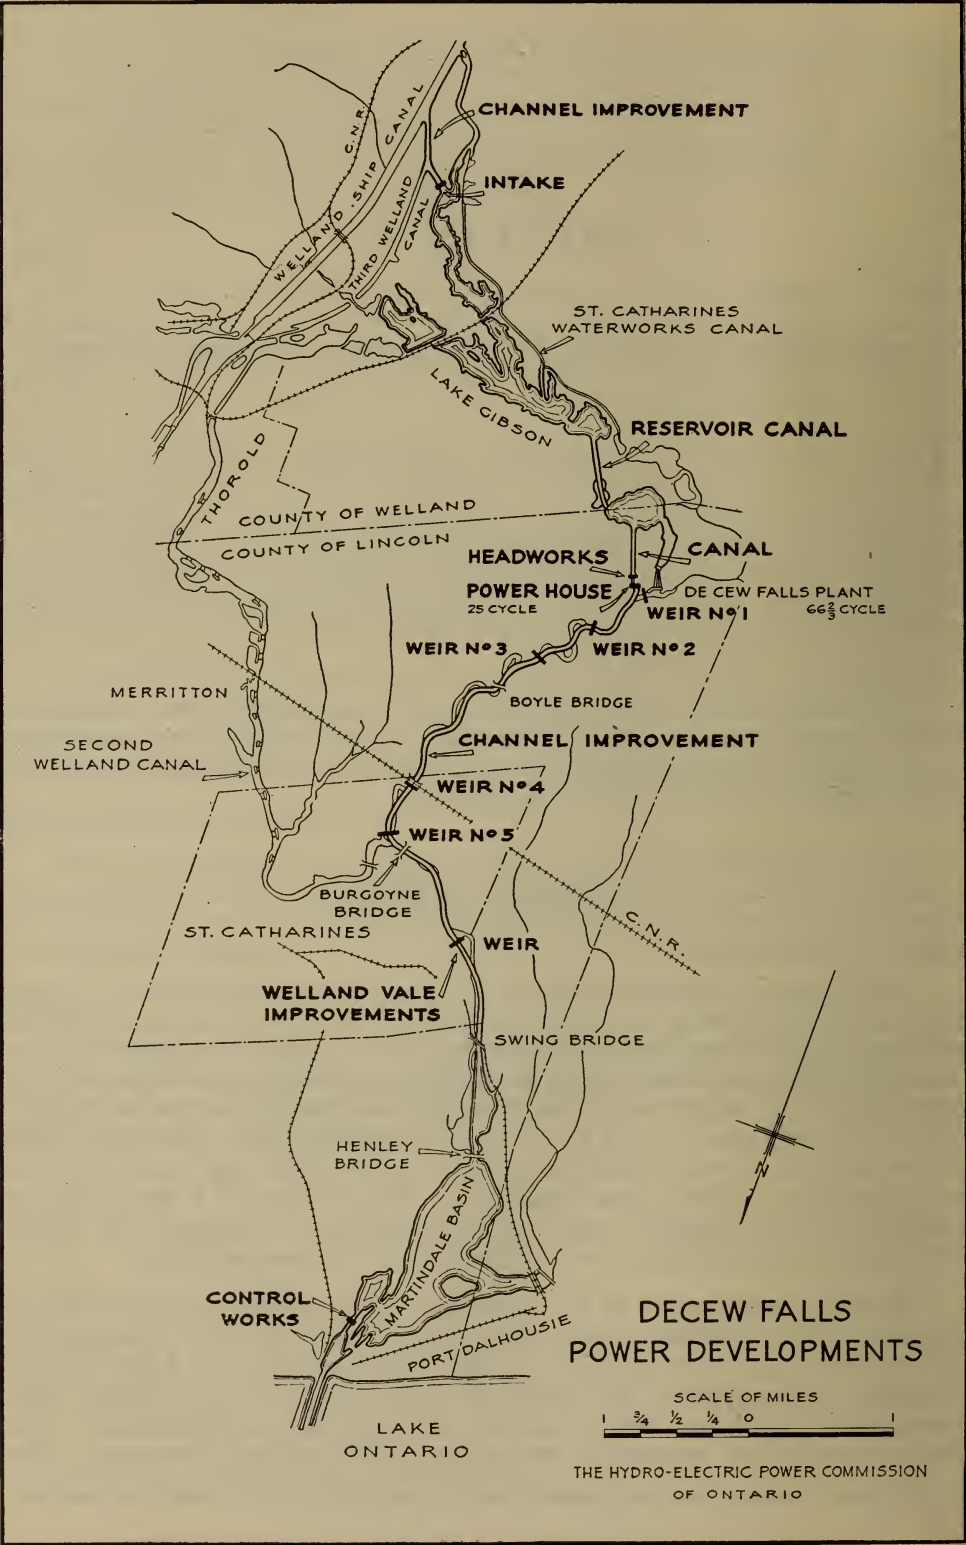 C.N.R.
WELLAND SHIP CANAL
THIRD WELLAND
CANAL
CHANNEL IMPROVEMENT
INTAKE
ST. CATHARINES
WATERWORKS CANAL
LAKE GIBSON
RESERVOIR CANAL
THOROLD
COUNTY OF WELLAND
COUNTY OF LINCOLN
HEADWORKS
CANAL
POWER HOUSE
25 CYCLE
DE CEW FALLS PLANT
66⅔ CYCLE
WEIR Nº 1
WEIR Nº 3
WEIR Nº 2
MERRITTON
BOYLE BRIDGE
SECOND
WELLAND CANAL
CHANNEL IMPROVEMENT
WEIR Nº 4
WEIR Nº 5
BURGOYNE
BRIDGE
ST. CATHARINES
C.N.R.
WEIR
WELLAND VALE
IMPROVEMENTS
SWING BRIDGE
HENLEY
BRIDGE
N
MARTINDALE BASIN
CONTROL
WORKS
PORT DALHOUSIE
LAKE
ONTARIO
DECEW FALLS
POWER DEVELOPMENTS
SCALE OF MILES
1 ¾ ½ ¼ 0 1
THE HYDRO-ELECTRIC POWER COMMISSION
OF ONTARIO